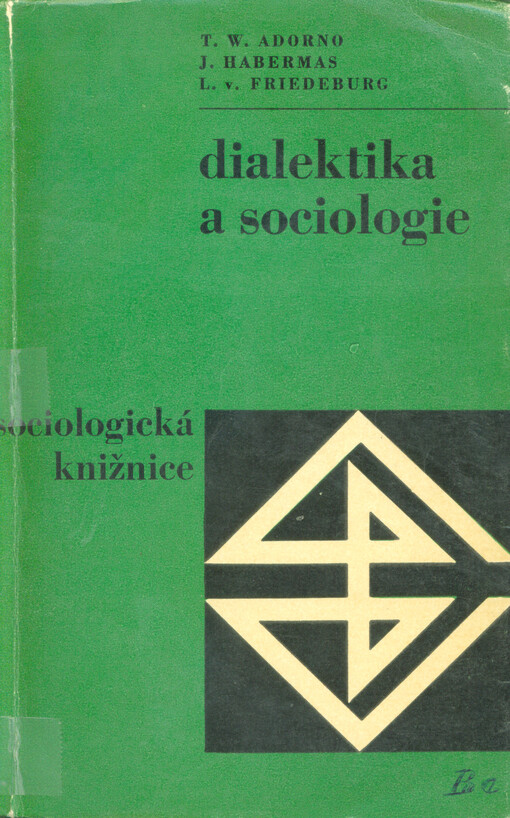 T. W. ADORNO
J. HABERMAS
L. v. FRIEDEBURG
dialektika
a sociologie
sociologická
knižnice